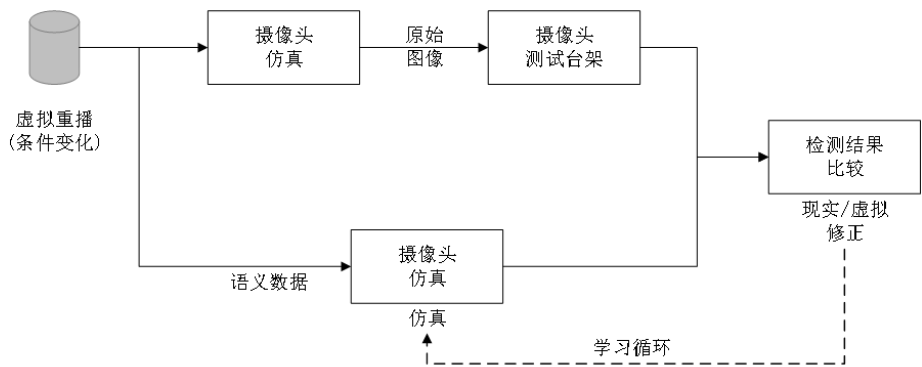 虚拟重播
(条件变化)
摄像头
仿真
原始
图像
摄像头
测试台架
检测结果
比较
现实/虚拟
修正
语义数据
摄像头
仿真
仿真
学习循环